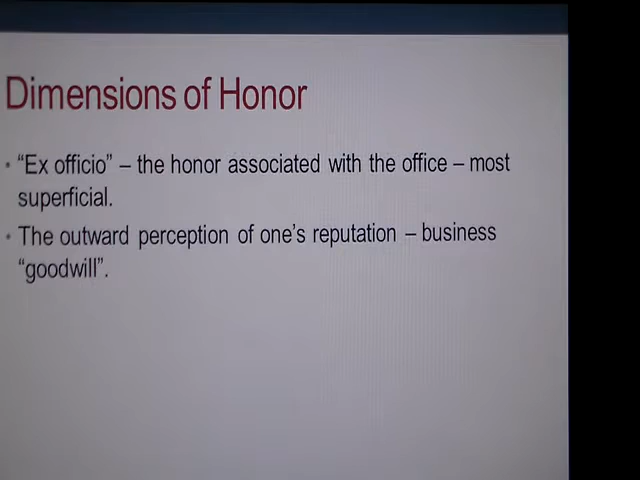 Dimensions of Honor
• “Ex officio” – the honor associated with the office – most
superficial.
• The outward perception of one’s reputation – business
“goodwill”.